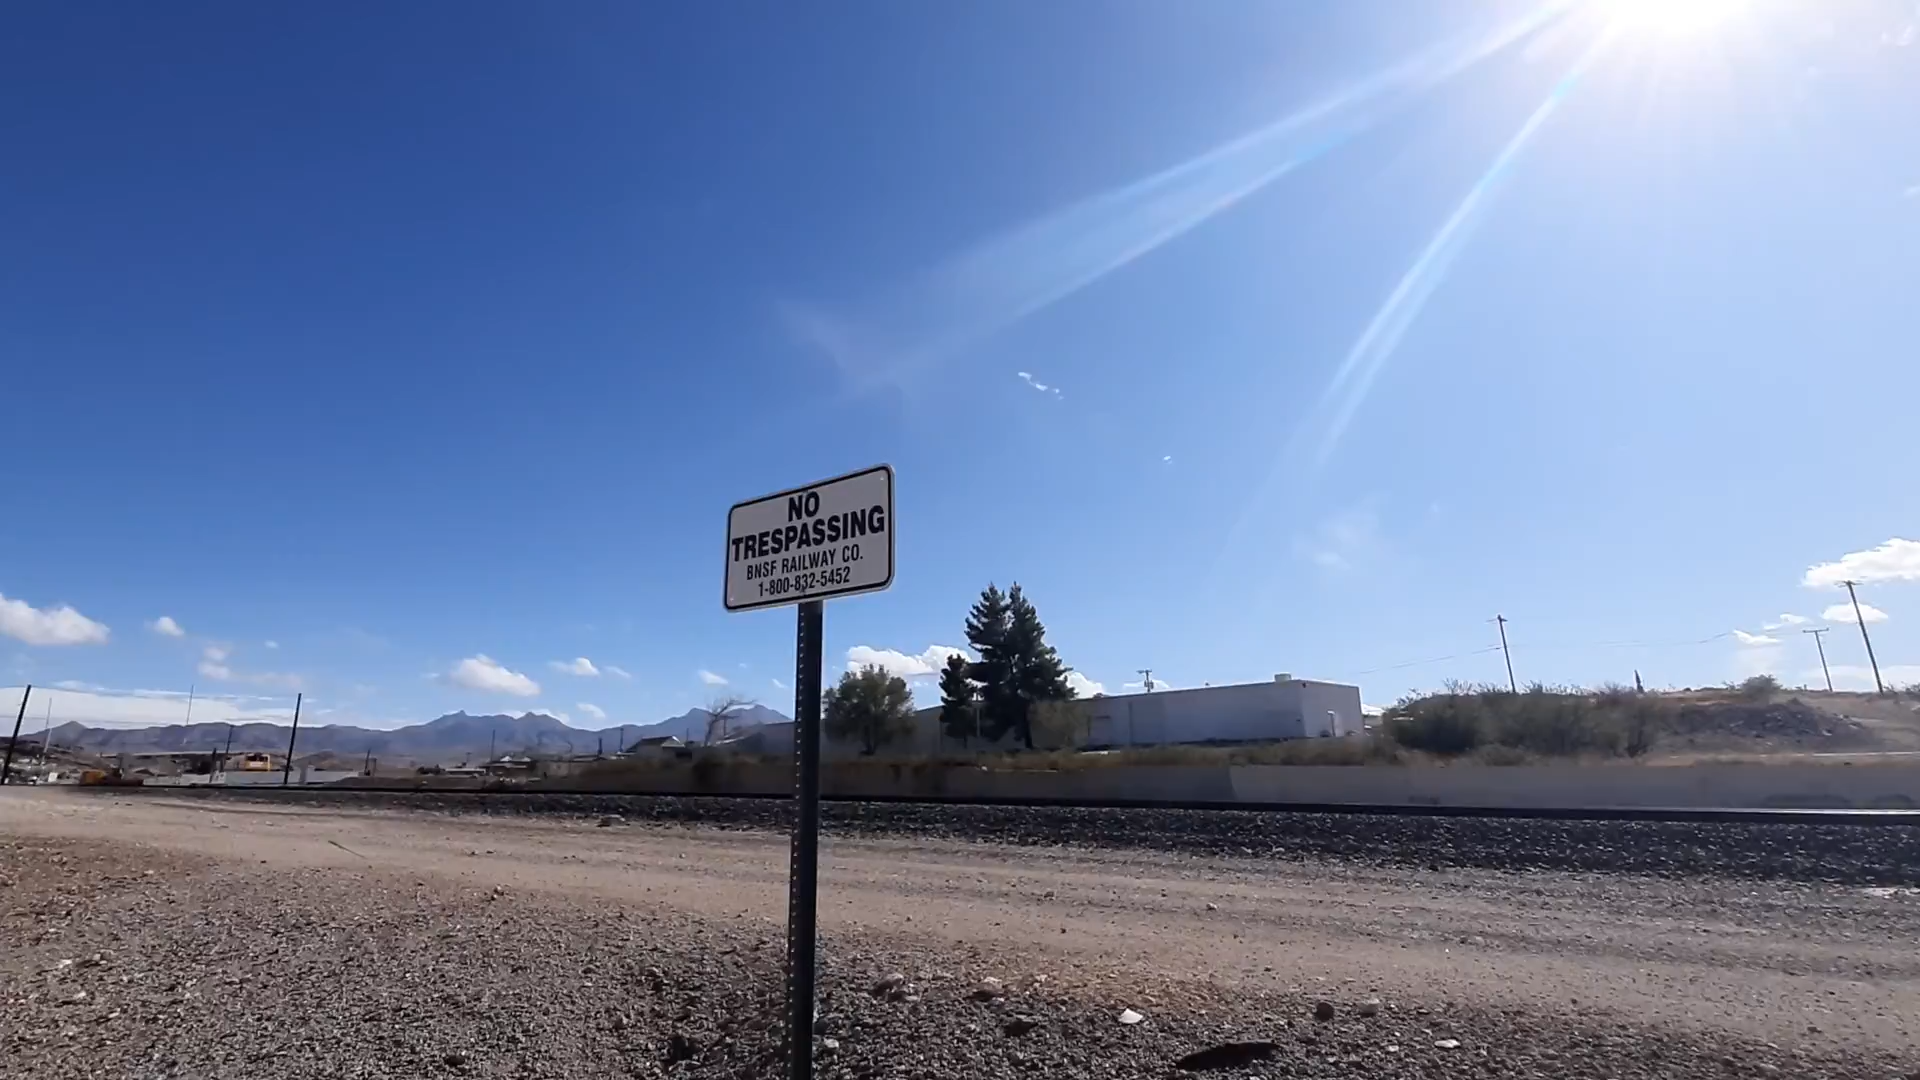 NO
TRESPASSING
BNSF RAILWAY CO.
1-800-832-5452